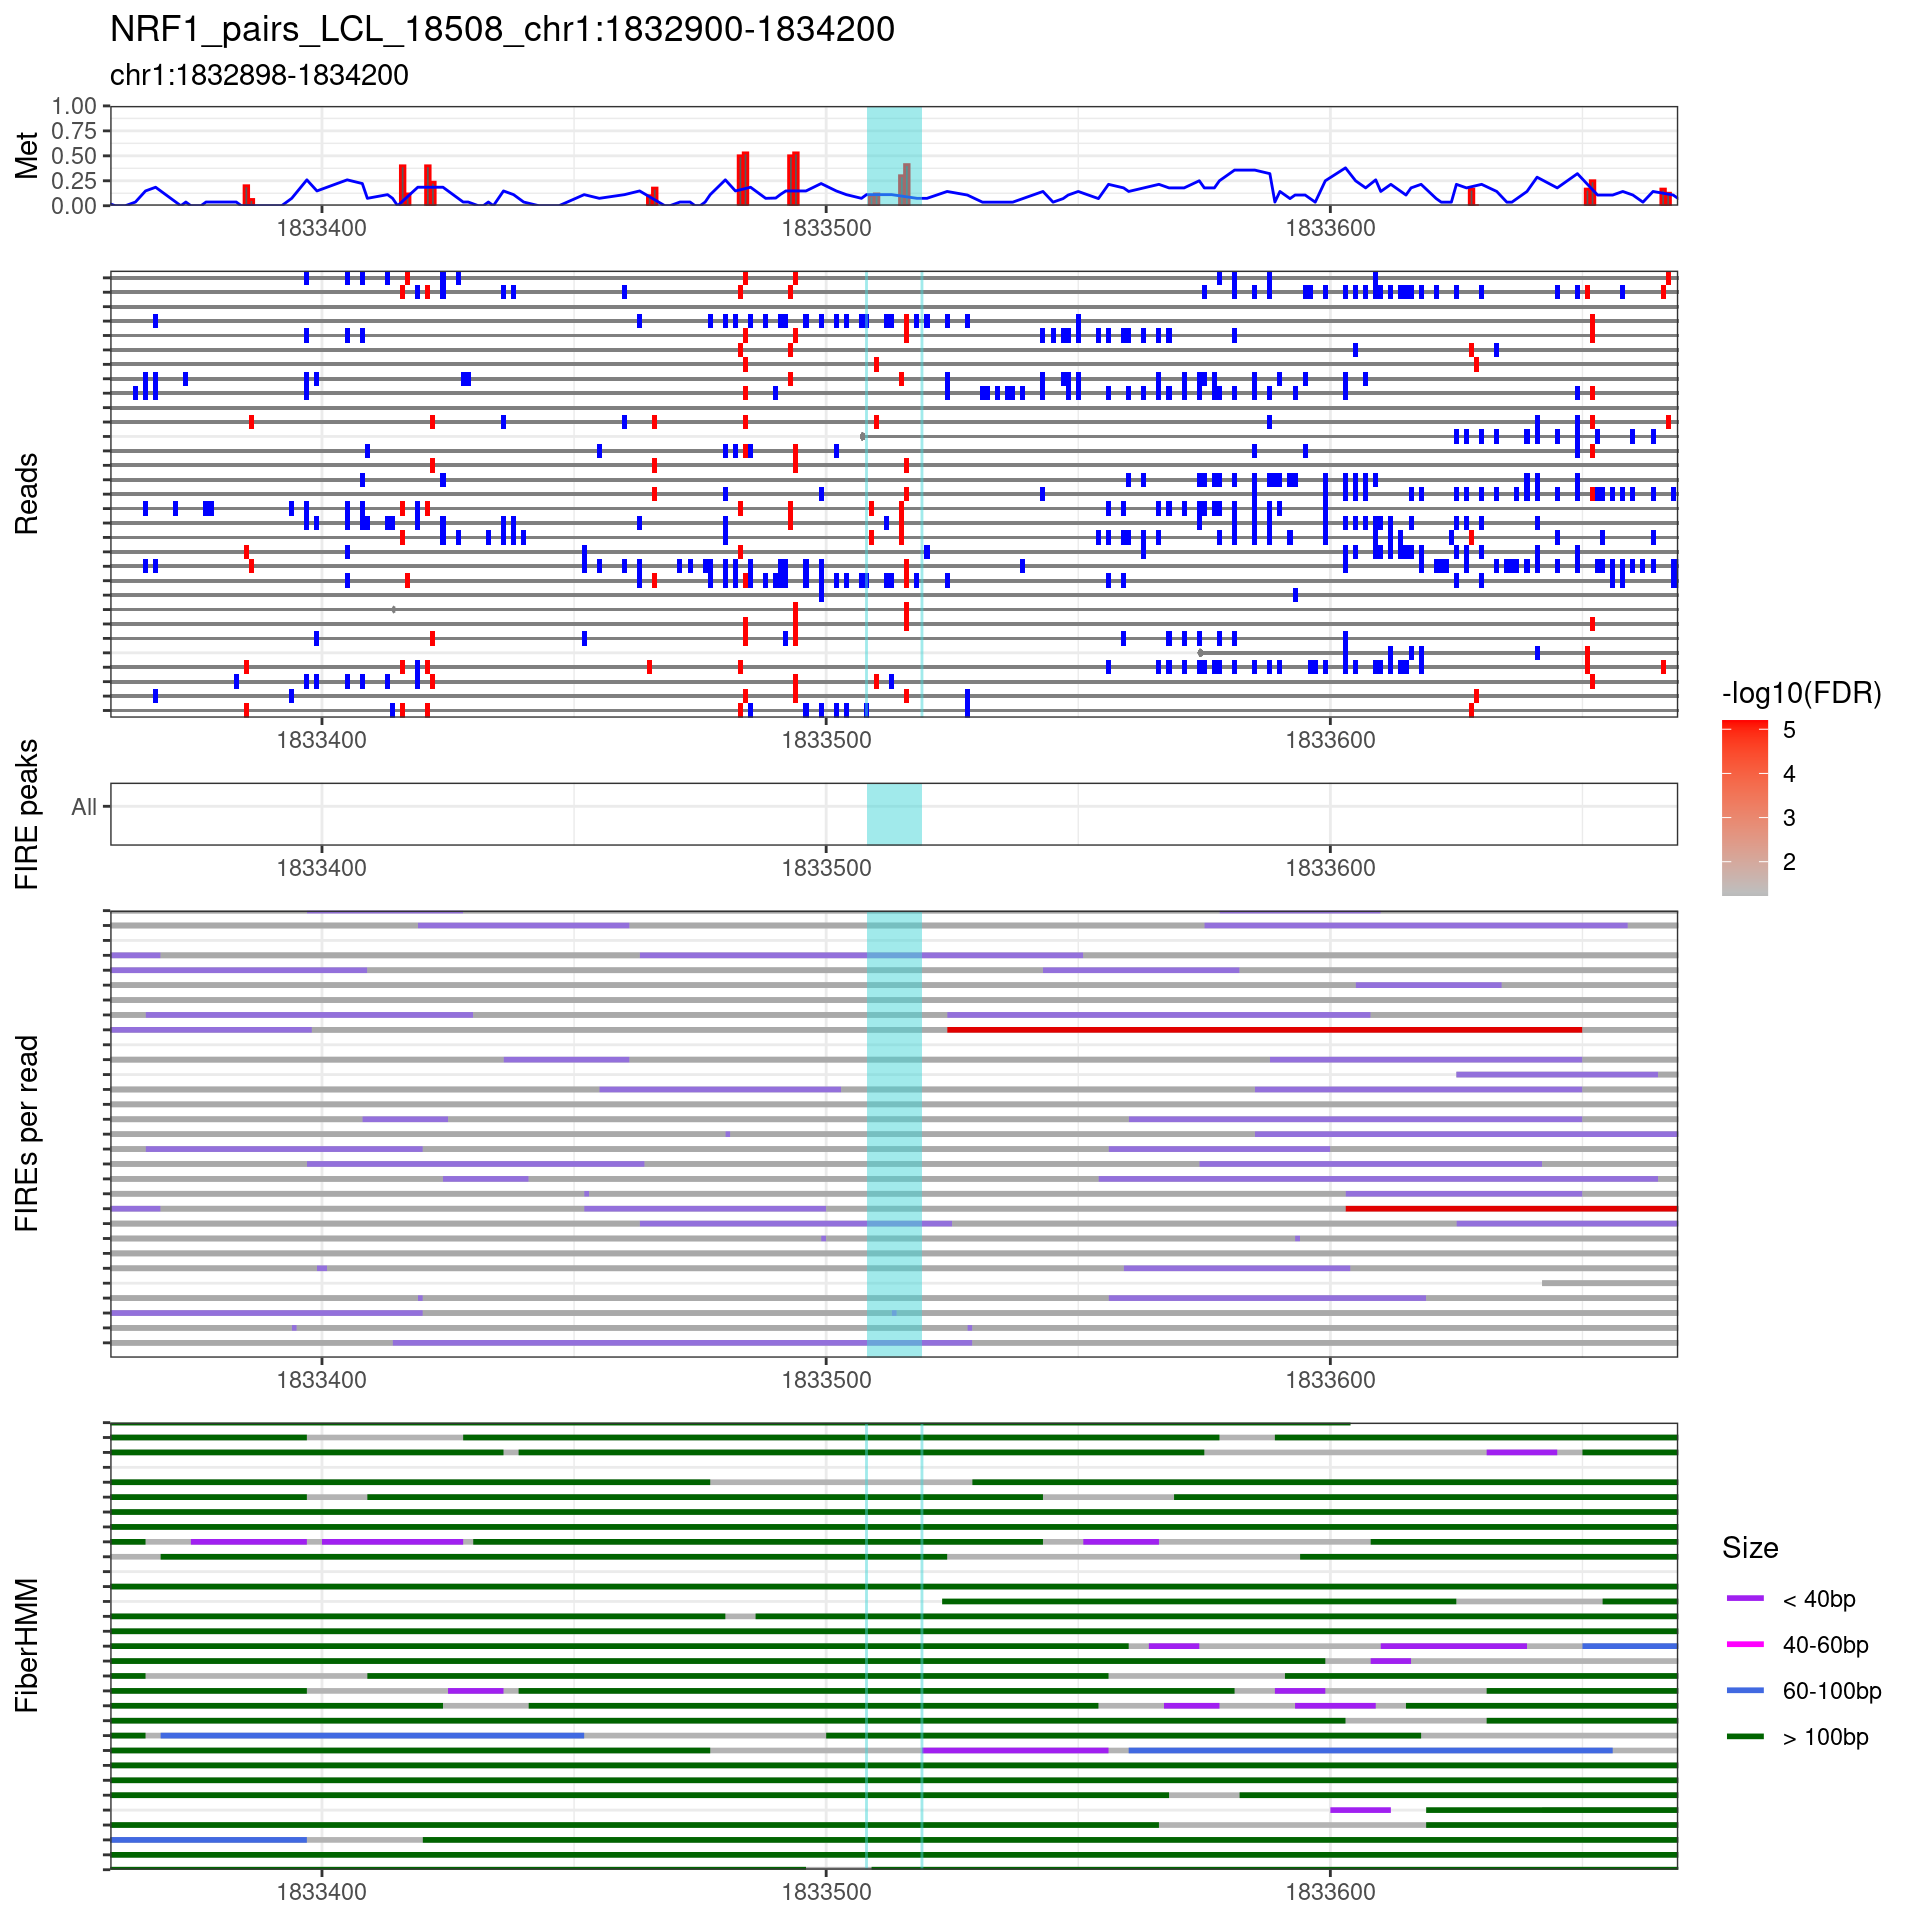 NRF1_pairs_LCL_18508_chr1:1832900-1834200
chr1:1832898-1834200
Met
1.00
0.75
0.50
0.25
0.00
1833400 1833500 1833600
Reads
1833400 1833500 1833600
FIRE peaks
All
1833400 1833500 1833600
-log10(FDR)
5
4
3
2
FIREs per read
1833400 1833500 1833600
FiberHMM
1833400 1833500 1833600
Size
< 40bp
40-60bp
60-100bp
> 100bp